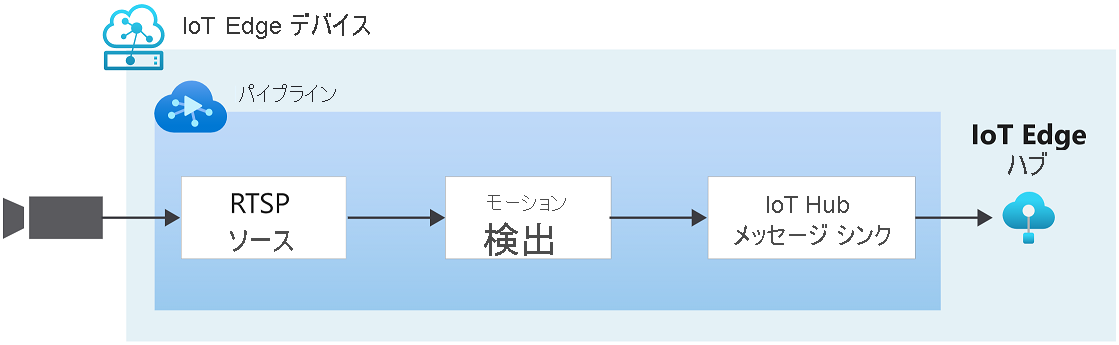 IoT Edge デバイス
パイプライン
RTSP
ソース
モーション
検出
IoT Hub
メッセージ シンク
IoT Edge
ハブ